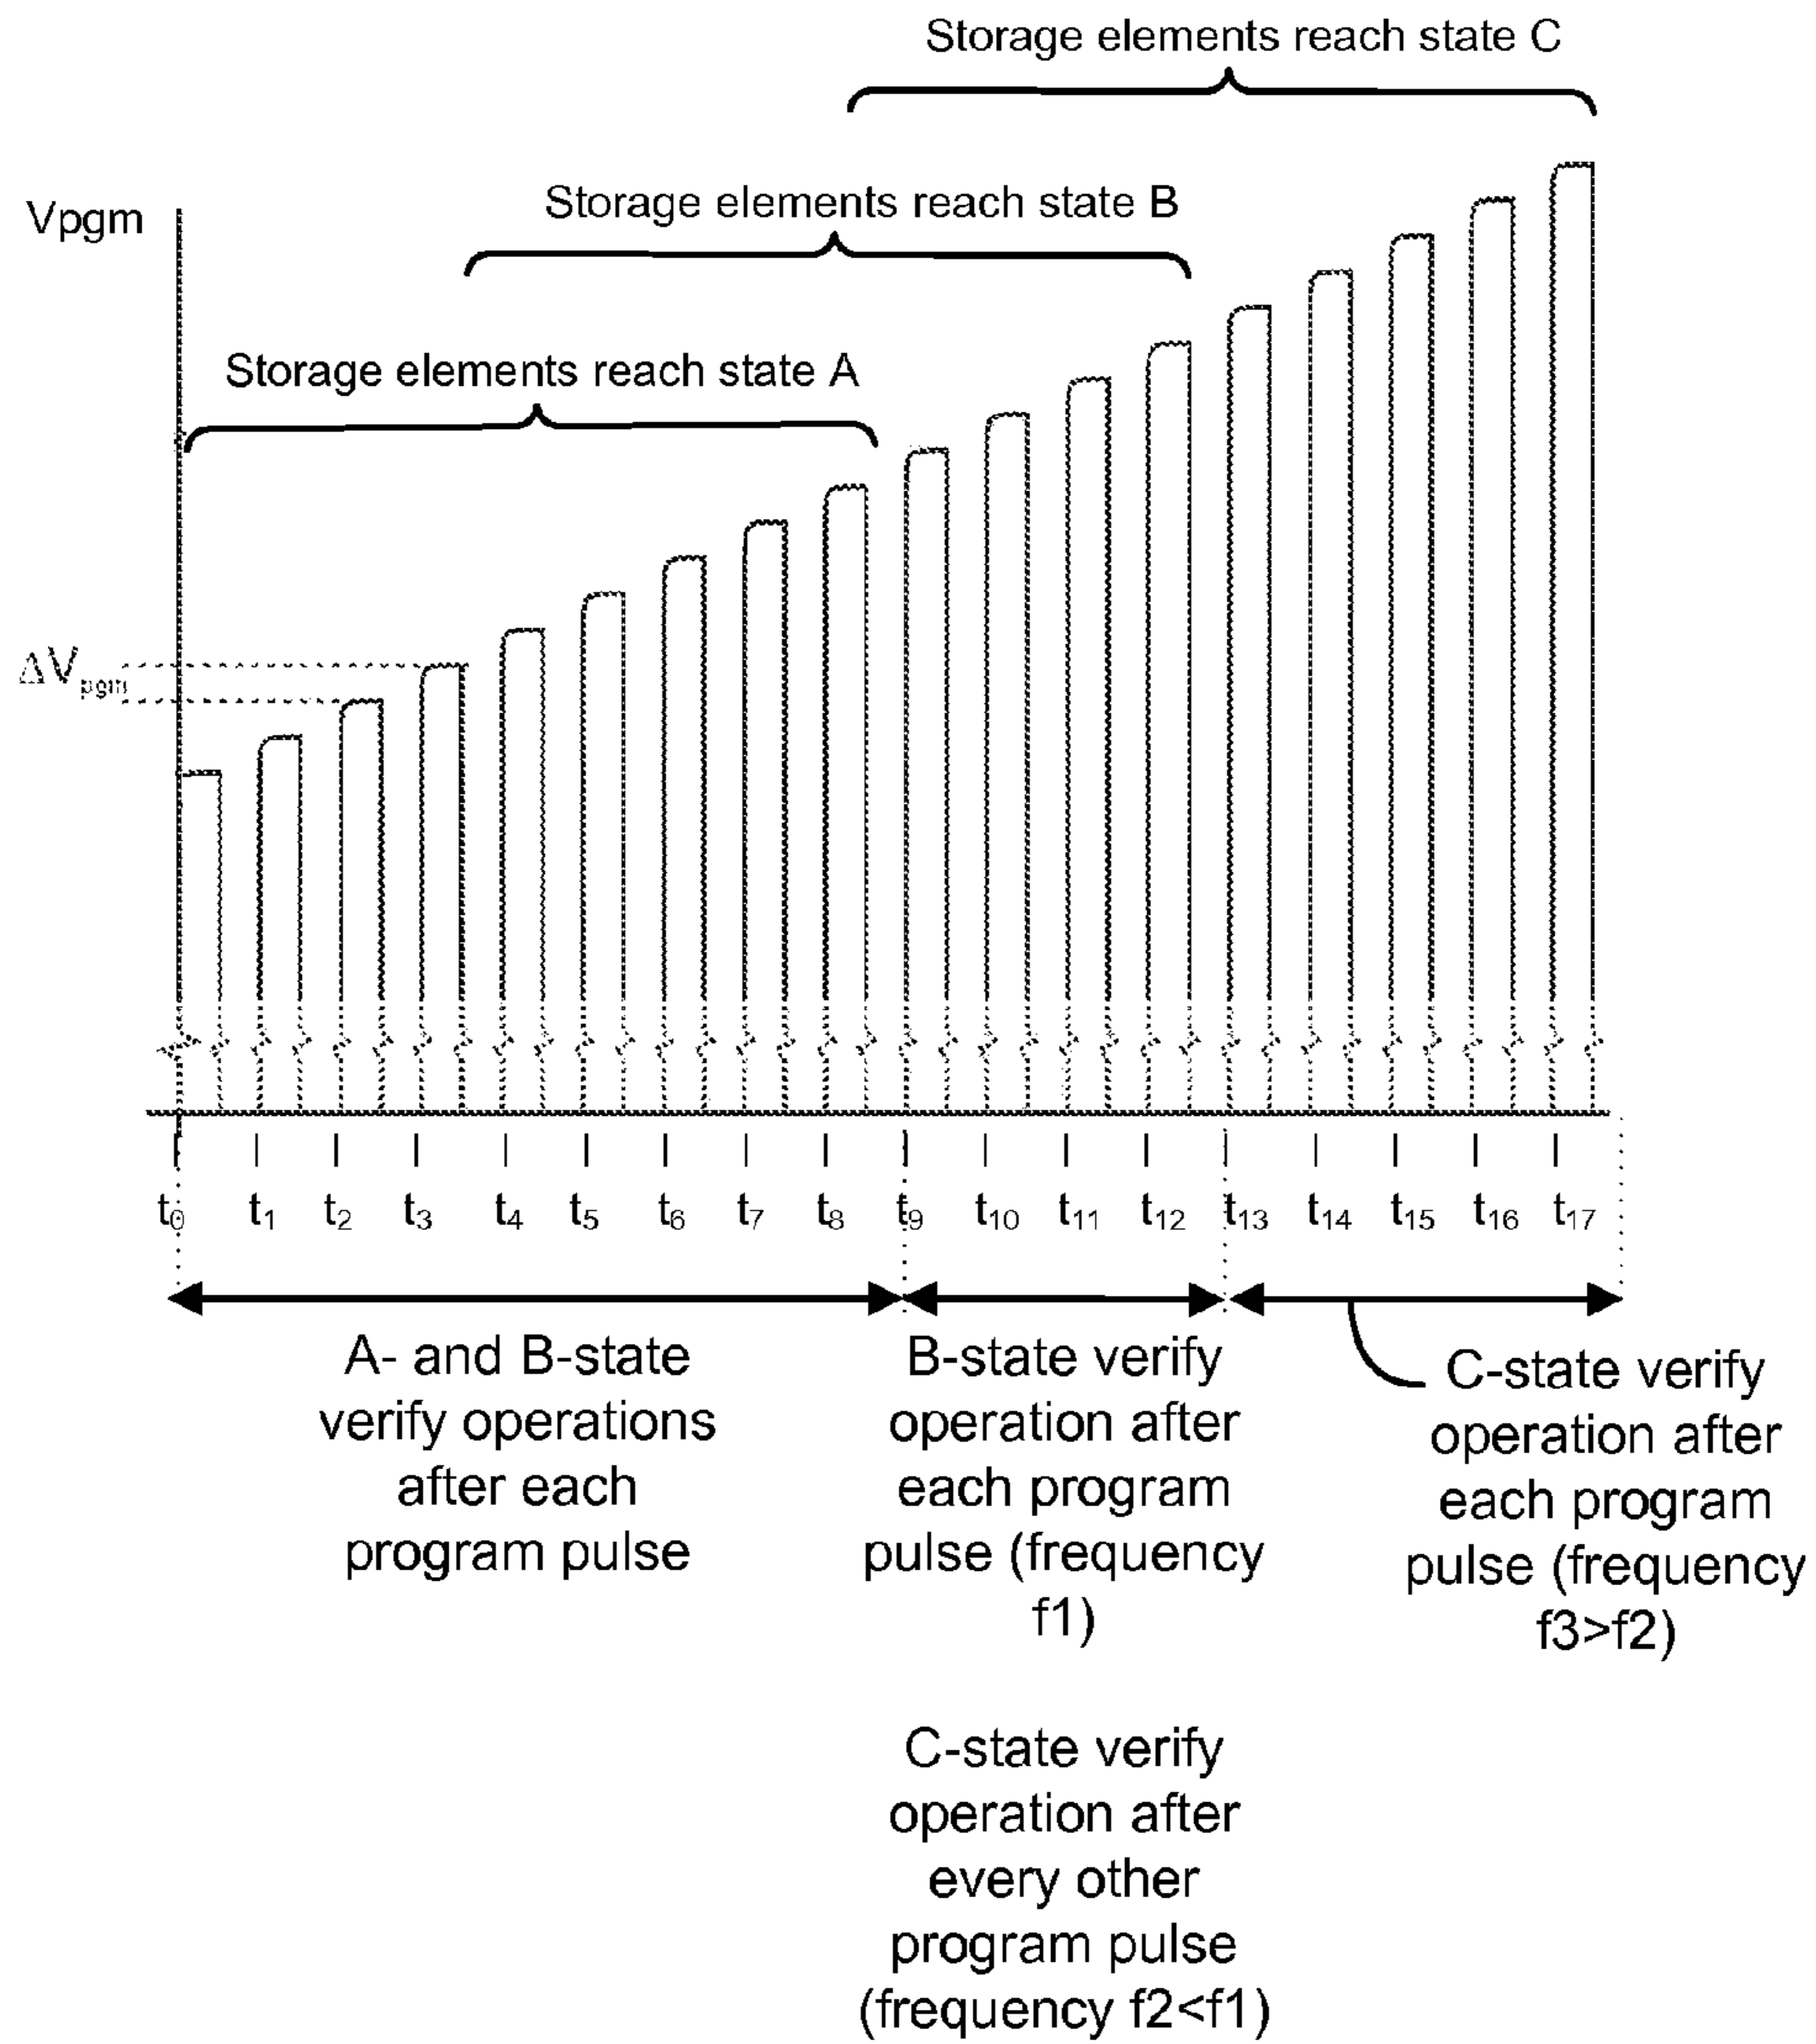 Storage elements reach state C
Storage elements reach state B
Vpgm
Storage elements reach state A
ΔVpgm
t0 t1 t2 t3 t4 t5 t6 t7 t8 t9 t10 t11 t12 t13 t14 t15 t16 t17
A- and B-state
verify operations
after each
program pulse
B-state verify
operation after
each program
pulse (frequency
f1)
C-state verify
operation after
each program
pulse (frequency
f3>f2)
C-state verify
operation after
every other
program pulse
(frequency f2<f1)